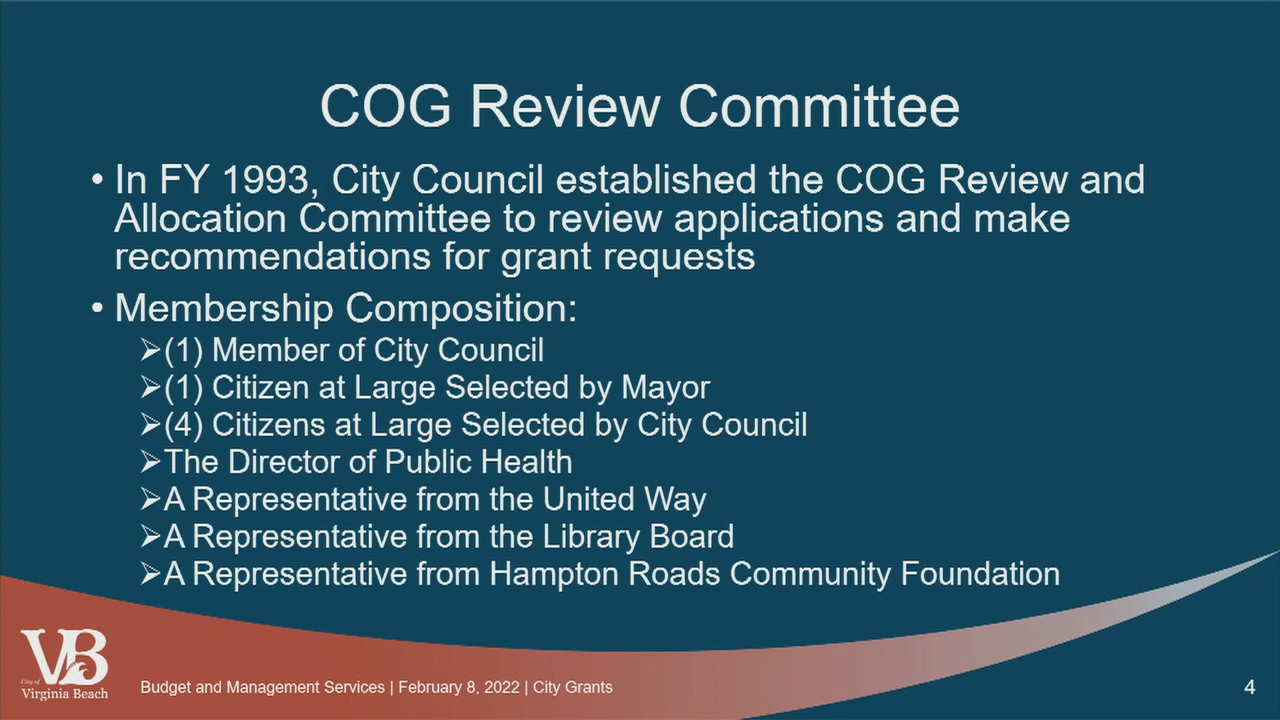 COG Review Committee
• In FY 1993, City Council established the COG Review and
Allocation Committee to review applications and make
recommendations for grant requests
• Membership Composition:
➢(1) Member of City Council
➢(1) Citizen at Large Selected by Mayor
➢(4) Citizens at Large Selected by City Council
➢The Director of Public Health
➢A Representative from the United Way
➢A Representative from the Library Board
➢A Representative from Hampton Roads Community Foundation
VB
City of
Virginia Beach
Budget and Management Services | February 8, 2022 | City Grants
4